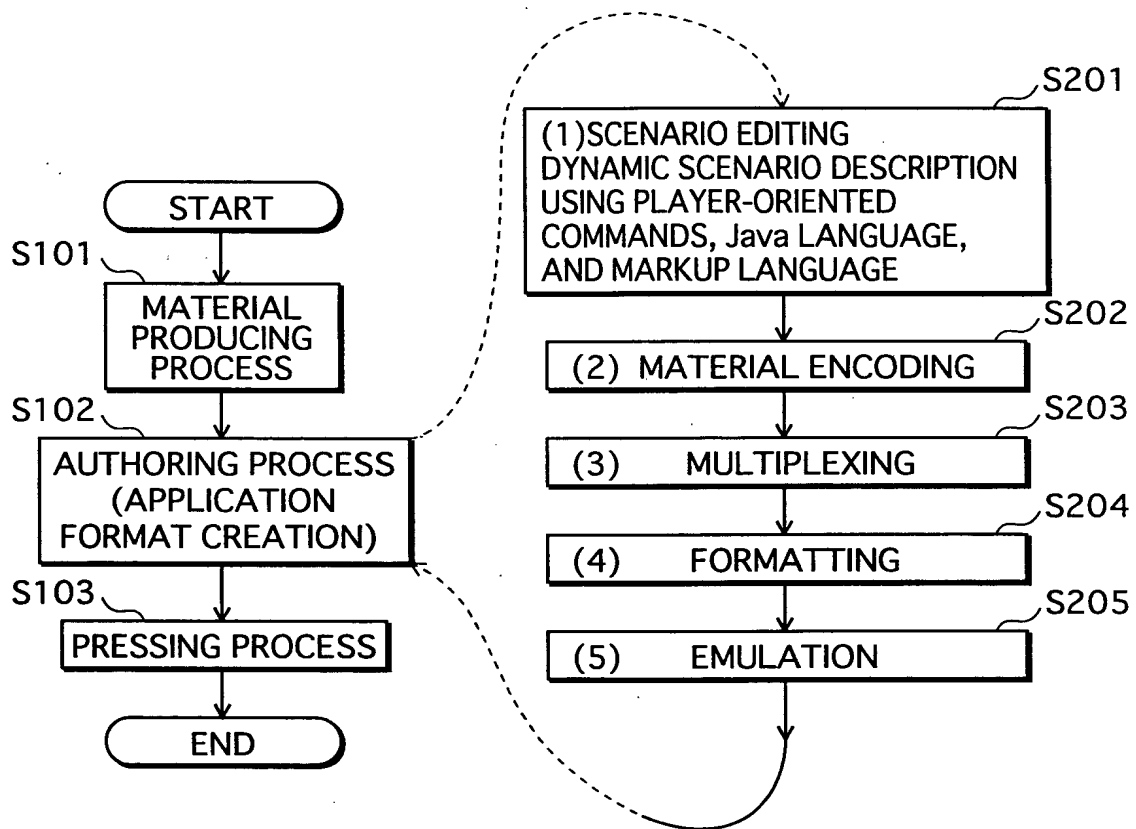 START
S101
MATERIAL
PRODUCING
PROCESS
S102
AUTHORING PROCESS
(APPLICATION
FORMAT CREATION)
S103
PRESSING PROCESS
END
S201
(1)SCENARIO EDITING
DYNAMIC SCENARIO DESCRIPTION
USING PLAYER-ORIENTED
COMMANDS, Java LANGUAGE,
AND MARKUP LANGUAGE
S202
(2) MATERIAL ENCODING
S203
(3) MULTIPLEXING
S204
(4) FORMATTING
S205
(5) EMULATION